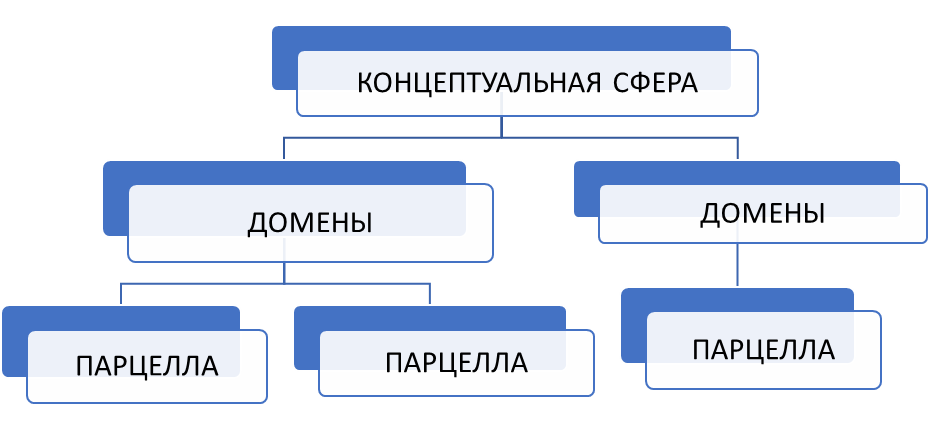 КОНЦЕПТУАЛЬНАЯ СФЕРА
ДОМЕНЫ
ДОМЕНЫ
ПАРЦЕЛЛА
ПАРЦЕЛЛА
ПАРЦЕЛЛА